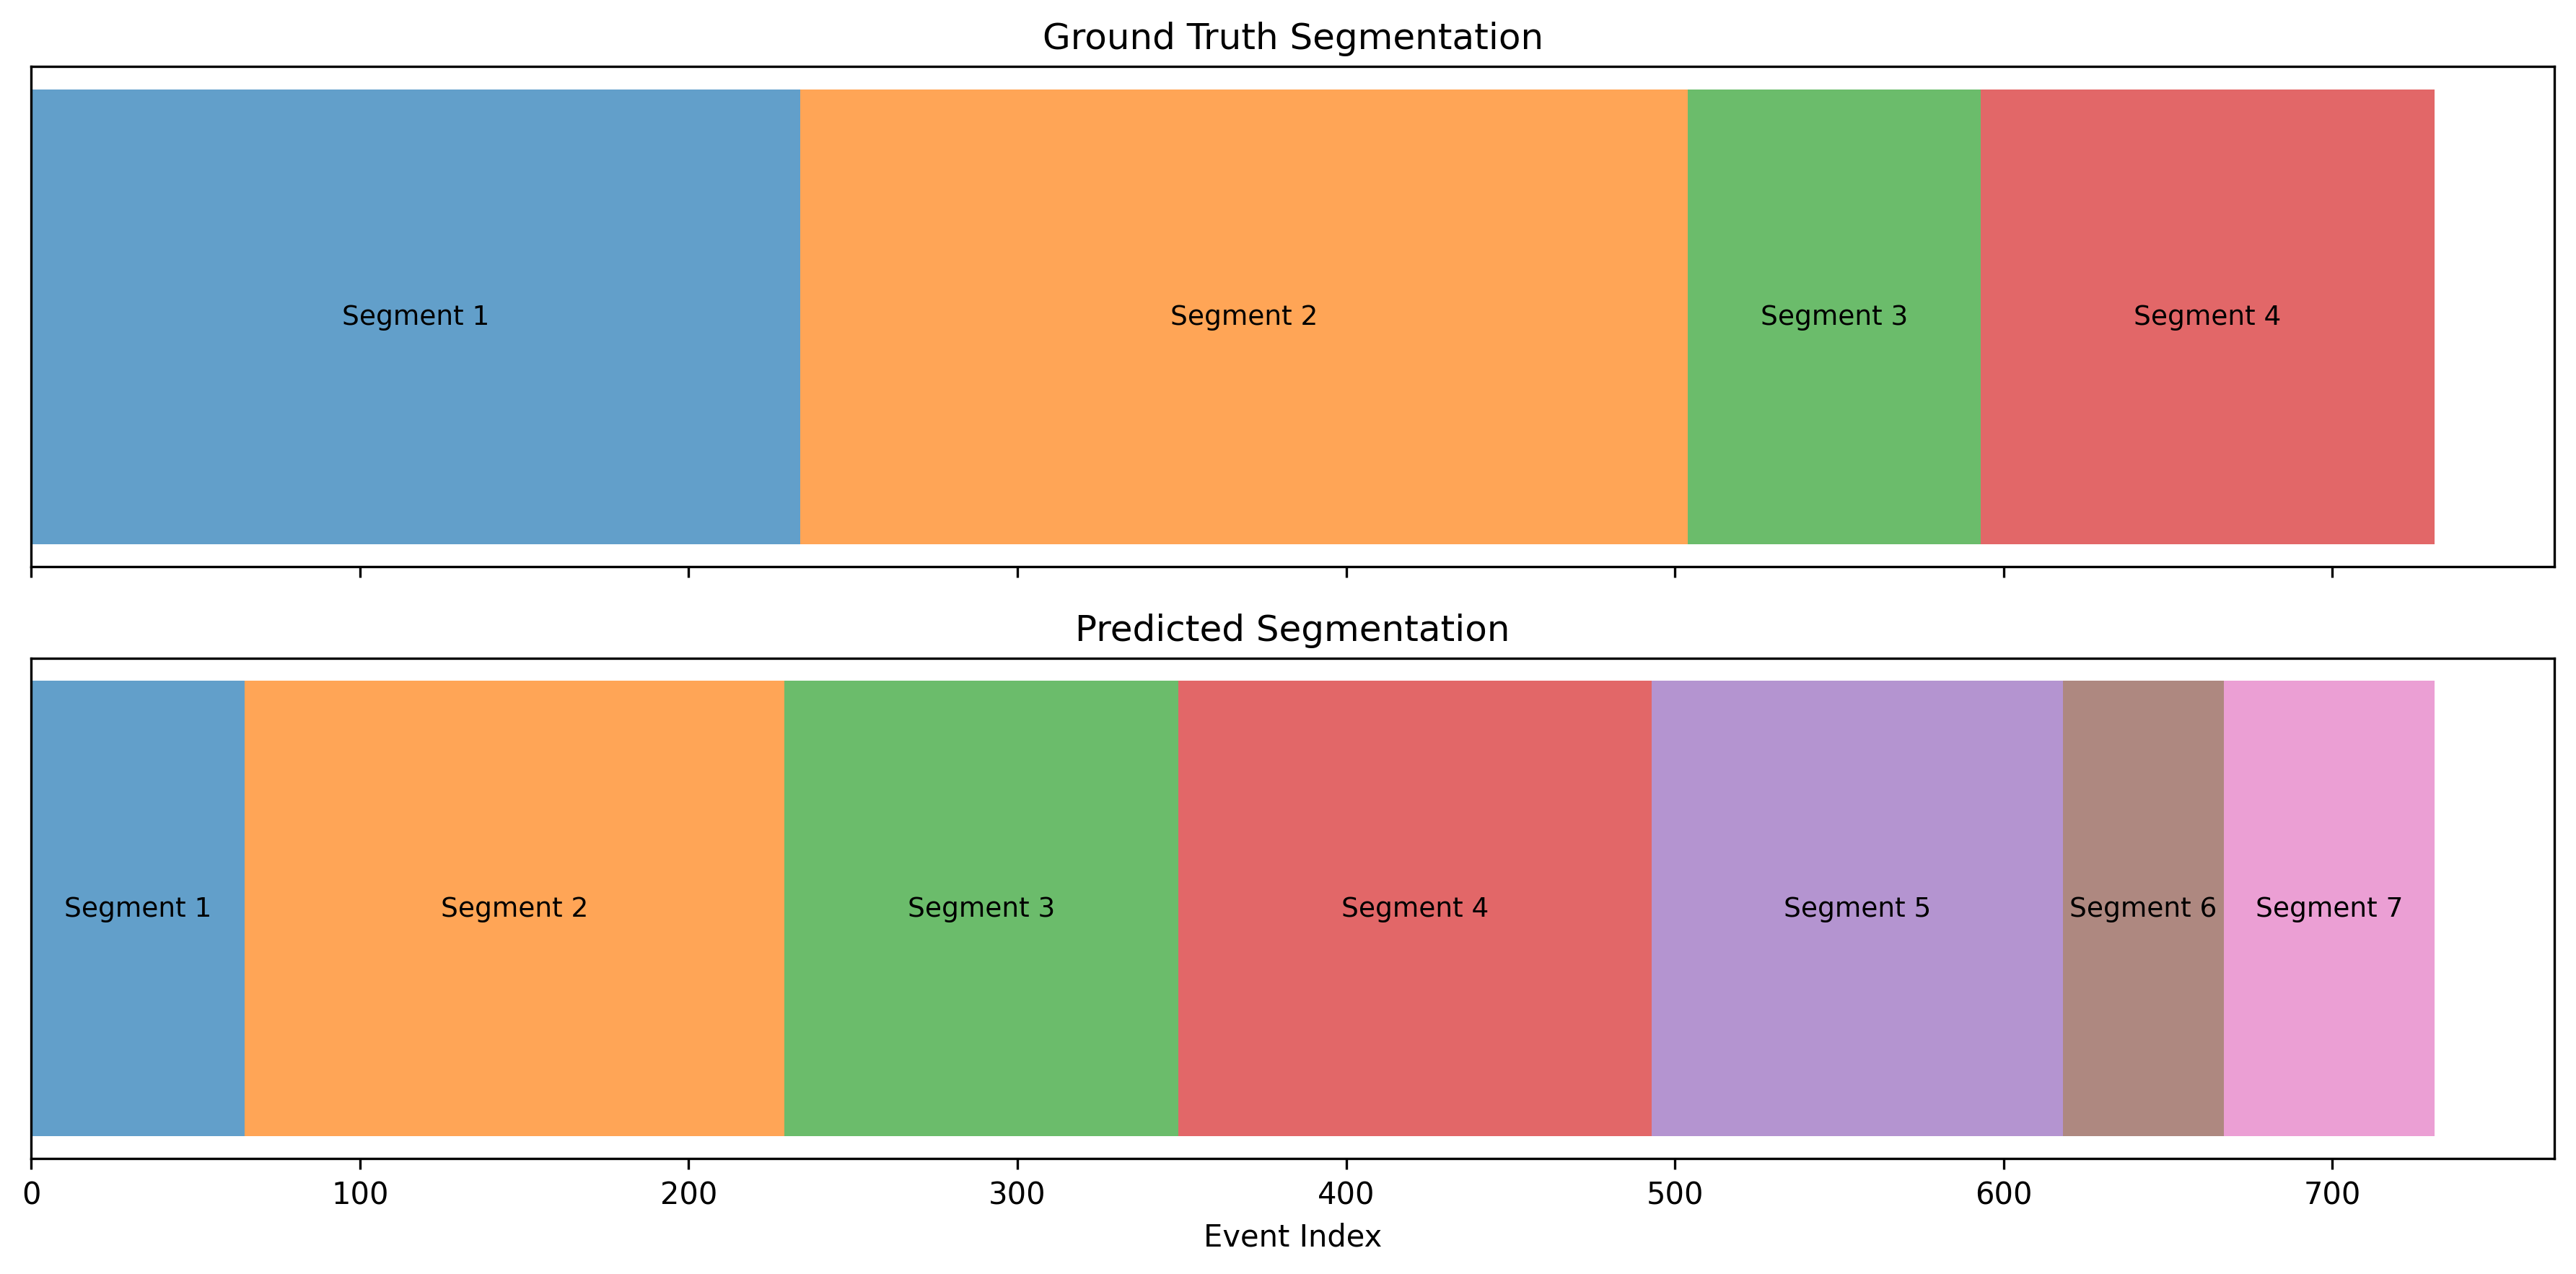 Ground Truth Segmentation
Segment 1 Segment 2 Segment 3 Segment 4
Predicted Segmentation
Segment 1 Segment 2 Segment 3 Segment 4 Segment 5 Segment 6 Segment 7
0 100 200 300 400 500 600 700
Event Index